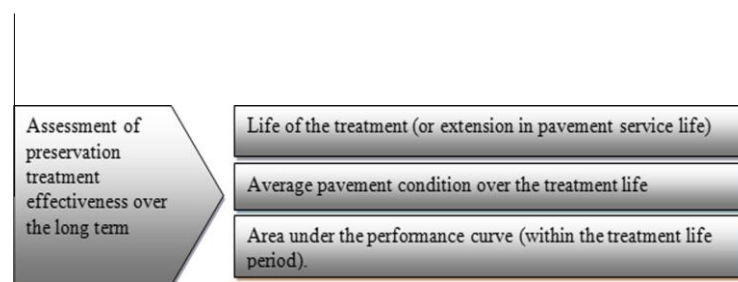 Assessment of
preservation
treatment
effectiveness over
the long term
Life of the treatment (or extension in pavement service life)
Average pavement condition over the treatment life
Area under the performance curve (within the treatment life
period).